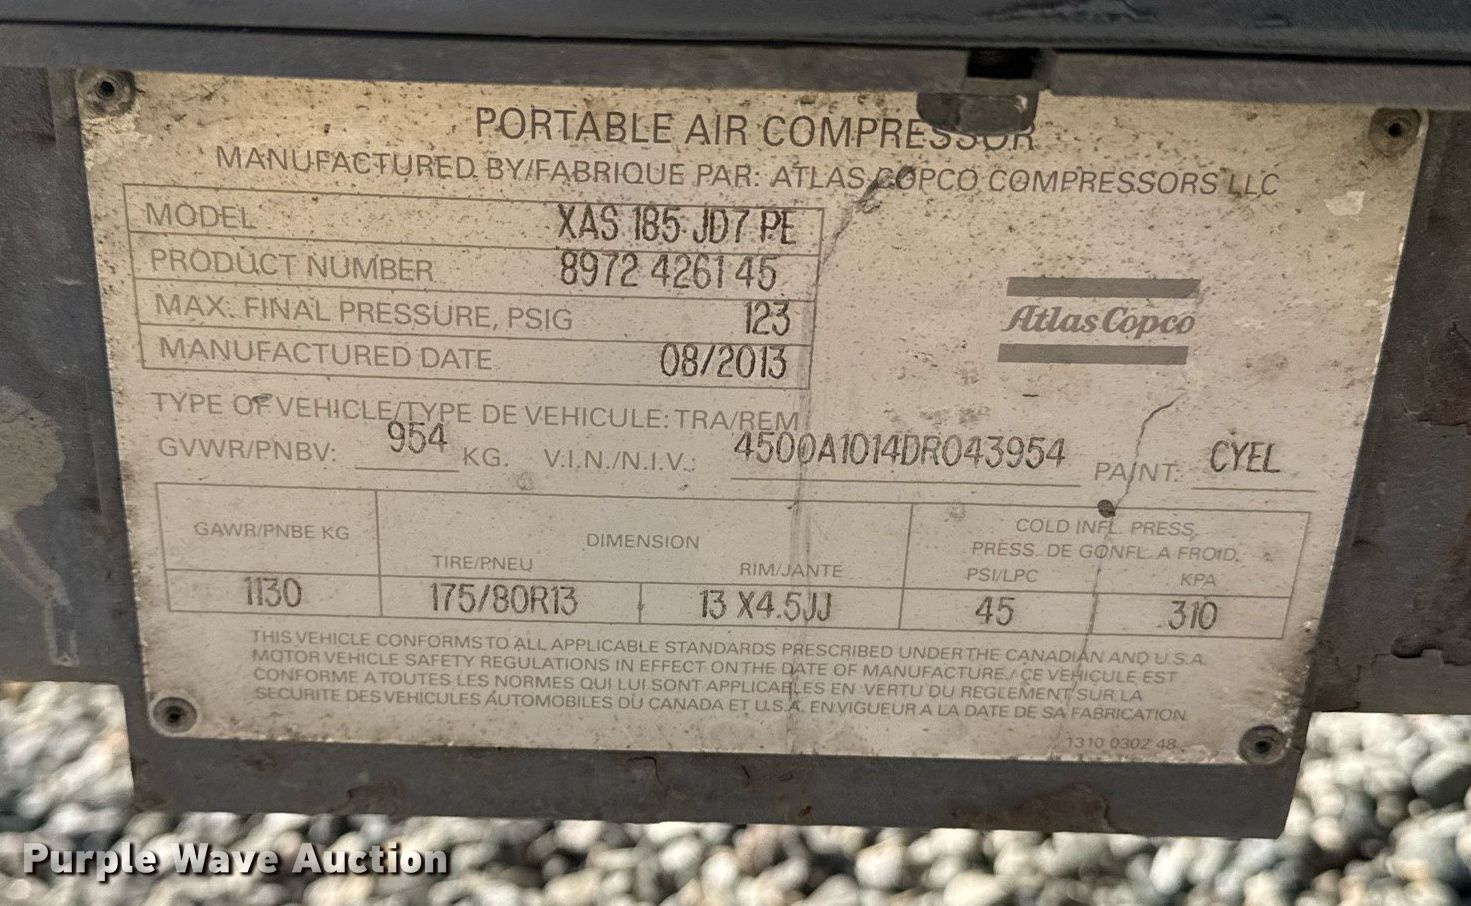 PORTABLE AIR COMPRESSOR
MANUFACTURED BY/FABRIQUE PAR: ATLAS COPCO COMPRESSORS LLC
MODEL XAS 185 JD7 PE
PRODUCT NUMBER 8972 4261 45
MAX. FINAL PRESSURE, PSIG 123
MANUFACTURED DATE 08/2013
Atlas Copco
TYPE OF VEHICLE/TYPE DE VEHICULE: TRA/REM
GVWR/PNBV: 954 KG. V.I.N./N.I.V.: 4500A1014DR043954 PAINT: CYEL
GAWR/PNBE KG DIMENSION COLD INFL. PRESS,
PRESS. DE GONFL. A FROID.
TIRE/PNEU RIM/JANTE PSI/LPC KPA
1130 175/80R13 13 X4.5JJ 45 310
THIS VEHICLE CONFORMS TO ALL APPLICABLE STANDARDS PRESCRIBED UNDER THE CANADIAN AND U.S.A.
MOTOR VEHICLE SAFETY REGULATIONS IN EFFECT ON THE DATE OF MANUFACTURE./ CE VEHICULE EST
CONFORME A TOUTES LES NORMES QUI LUI SONT APPLICABLES EN VERTU DU REGLEMENT SUR LA
SECURITE DES VEHICULES AUTOMOBILES DU CANADA ET U.S.A. EN VIGUEUR A LA DATE DE SA FABRICATION
1310 0302 48
Purple Wave Auction